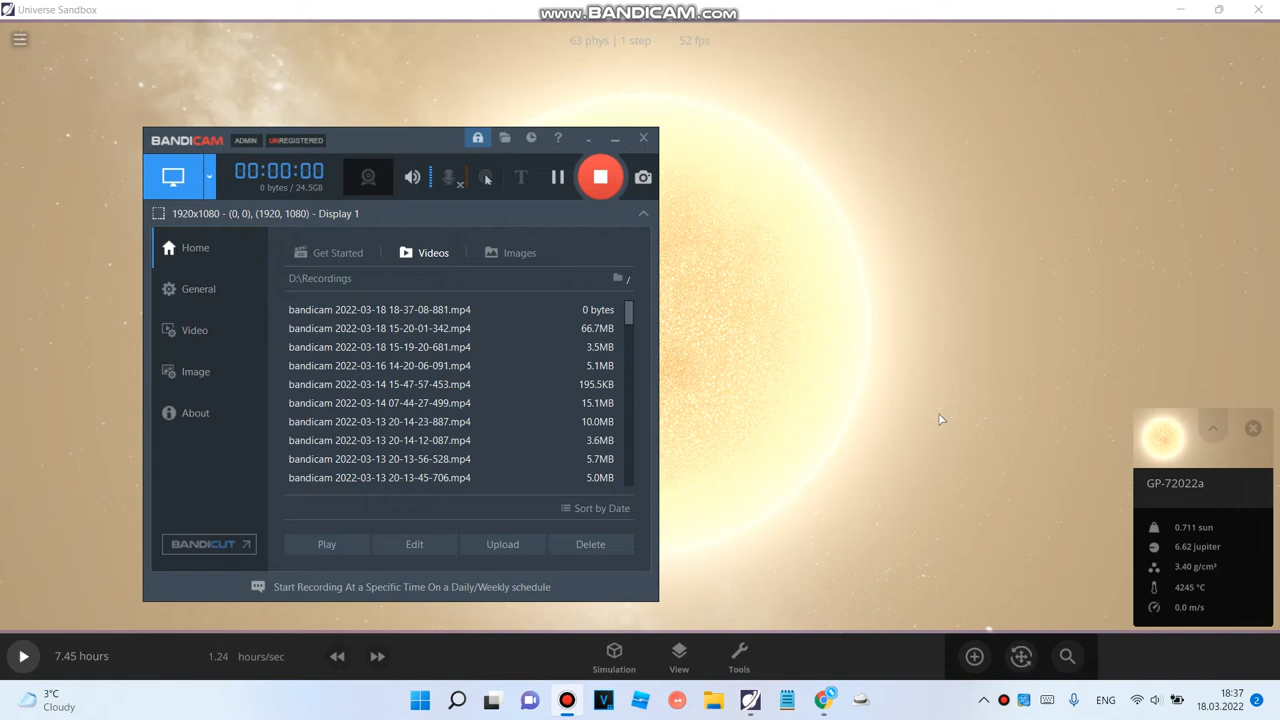 Universe Sandbox
www.BANDICAM.com
63 phys | 1 step 52 fps
BANDICAM ADMIN UNREGISTERED
00:00:00
0 bytes / 24.5GB
1920x1080 - (0, 0), (1920, 1080) - Display 1
Home
General
Video
Image
About
BANDICUT
Get Started
Videos
Images
D:\Recordings
/
bandicam 2022-03-18 18-37-08-881.mp4 0 bytes
bandicam 2022-03-18 15-20-01-342.mp4 66.7MB
bandicam 2022-03-18 15-19-20-681.mp4 3.5MB
bandicam 2022-03-16 14-20-06-091.mp4 5.1MB
bandicam 2022-03-14 15-47-57-453.mp4 195.5KB
bandicam 2022-03-14 07-44-27-499.mp4 15.1MB
bandicam 2022-03-13 20-14-23-887.mp4 10.0MB
bandicam 2022-03-13 20-14-12-087.mp4 3.6MB
bandicam 2022-03-13 20-13-56-528.mp4 5.7MB
bandicam 2022-03-13 20-13-45-706.mp4 5.0MB
Sort by Date
Play Edit Upload Delete
Start Recording At a Specific Time On a Daily/Weekly schedule
GP-72022a
0.711 sun
6.62 jupiter
3.40 g/cm³
4245 °C
0.0 m/s
7.45 hours
1.24 hours/sec
Simulation
View
Tools
3°C
Cloudy
ENG
18:37
18.03.2022
2